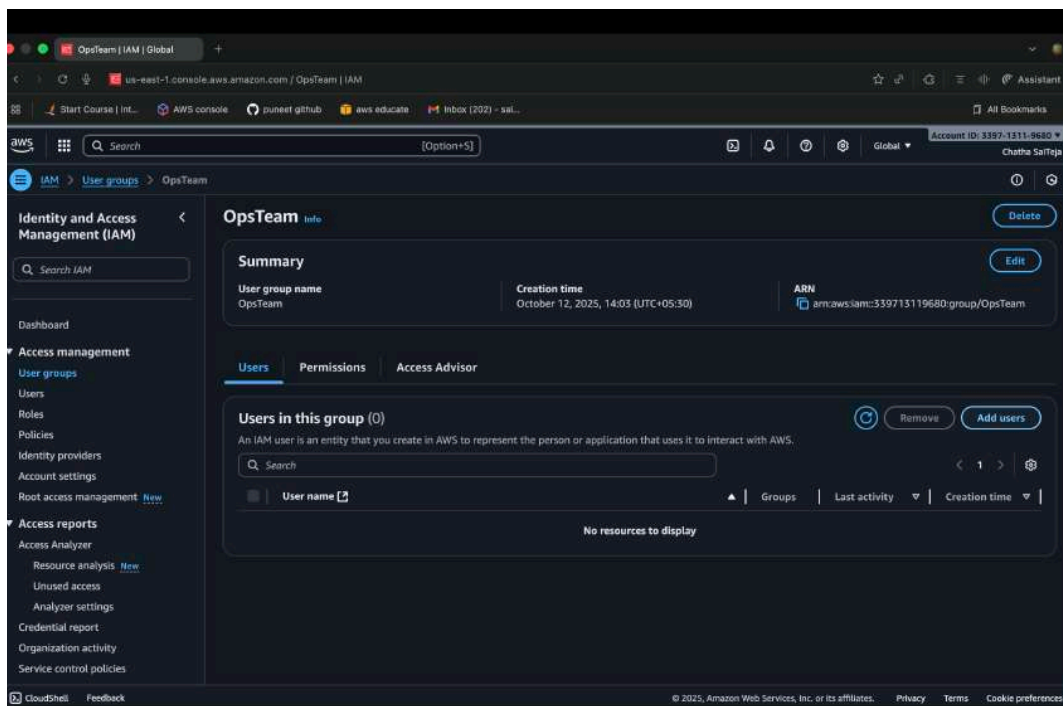 OpsTeam | IAM | Global
us-east-1.console.aws.amazon.com / OpsTeam | IAM
Assistant
Start Course | Int...
AWS console
puneet github
aws educate
Inbox (202) - sai...
All Bookmarks
aws
Search
[Option+S]
Global
Account ID: 3397-1311-9680
Chatha SaiTeja
IAM > User groups > OpsTeam
Identity and Access Management (IAM)
Search IAM
Dashboard
Access management
User groups
Users
Roles
Policies
Identity providers
Account settings
Root access management New
Access reports
Access Analyzer
Resource analysis New
Unused access
Analyzer settings
Credential report
Organization activity
Service control policies
OpsTeam Info
Delete
Summary
Edit
User group name
OpsTeam
Creation time
October 12, 2025, 14:03 (UTC+05:30)
ARN
arn:aws:iam::339713119680:group/OpsTeam
Users
Permissions
Access Advisor
Users in this group (0)
Remove
Add users
An IAM user is an entity that you create in AWS to represent the person or application that uses it to interact with AWS.
Search
1
User name
Groups
Last activity
Creation time
No resources to display
CloudShell
Feedback
© 2025, Amazon Web Services, Inc. or its affiliates.
Privacy
Terms
Cookie preferences